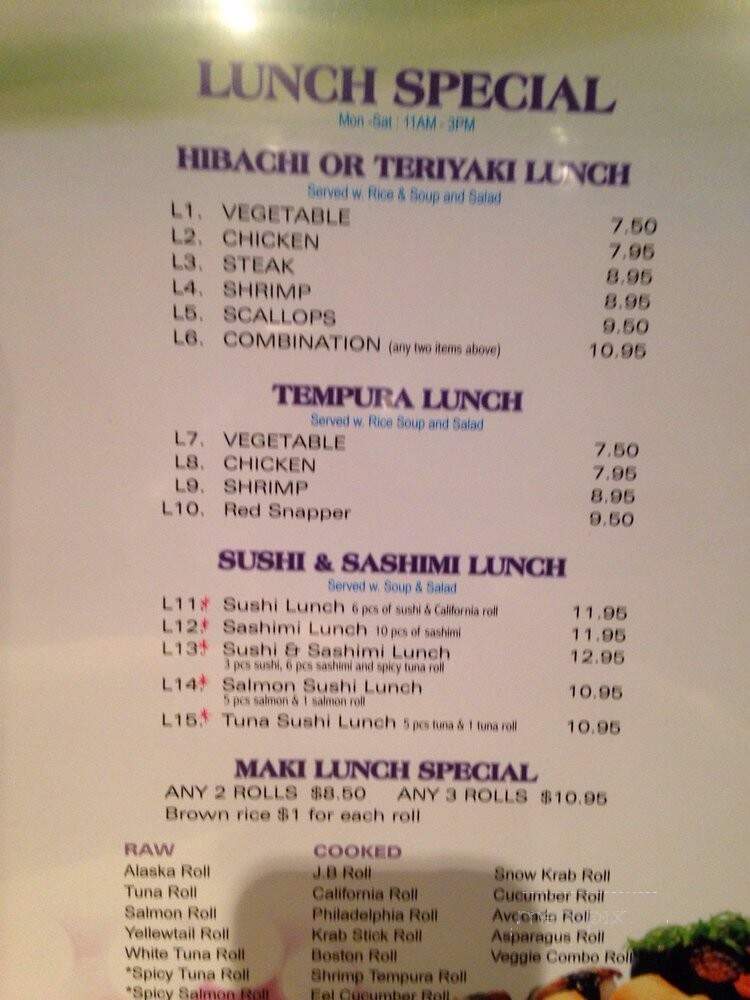 LUNCH SPECIAL
Mon -Sat : 11AM - 3PM
HIBACHI OR TERIYAKI LUNCH
Served w. Rice & Soup and Salad
L1. VEGETABLE 7.50
L2. CHICKEN 7.95
L3. STEAK 8.95
L4. SHRIMP 8.95
L5. SCALLOPS 9.50
L6. COMBINATION (any two items above) 10.95
TEMPURA LUNCH
Served w. Rice Soup and Salad
L7. VEGETABLE 7.50
L8. CHICKEN 7.95
L9. SHRIMP 8.95
L10. Red Snapper 9.50
SUSHI & SASHIMI LUNCH
Served w. Soup & Salad
L11.* Sushi Lunch 6 pcs of sushi & California roll 11.95
L12.* Sashimi Lunch 10 pcs of sashimi 11.95
L13.* Sushi & Sashimi Lunch 12.95
3 pcs sushi, 6 pcs sashimi and spicy tuna roll
L14.* Salmon Sushi Lunch 10.95
5 pcs salmon & 1 salmon roll
L15.* Tuna Sushi Lunch 5 pcs tuna & 1 tuna roll 10.95
MAKI LUNCH SPECIAL
ANY 2 ROLLS $8.50 ANY 3 ROLLS $10.95
Brown rice $1 for each roll
RAW
Alaska Roll
Tuna Roll
Salmon Roll
Yellewtail Roll
White Tuna Roll
*Spicy Tuna Roll
*Spicy Salmon Roll
COOKED
J.B Roll
California Roll
Philadelphia Roll
Krab Stick Roll
Boston Roll
Shrimp Tempura Roll
Eel Cucumber Roll
Snow Krab Roll
Cucumber Roll
Avocado Roll
Asparagus Roll
Veggie Combo Roll